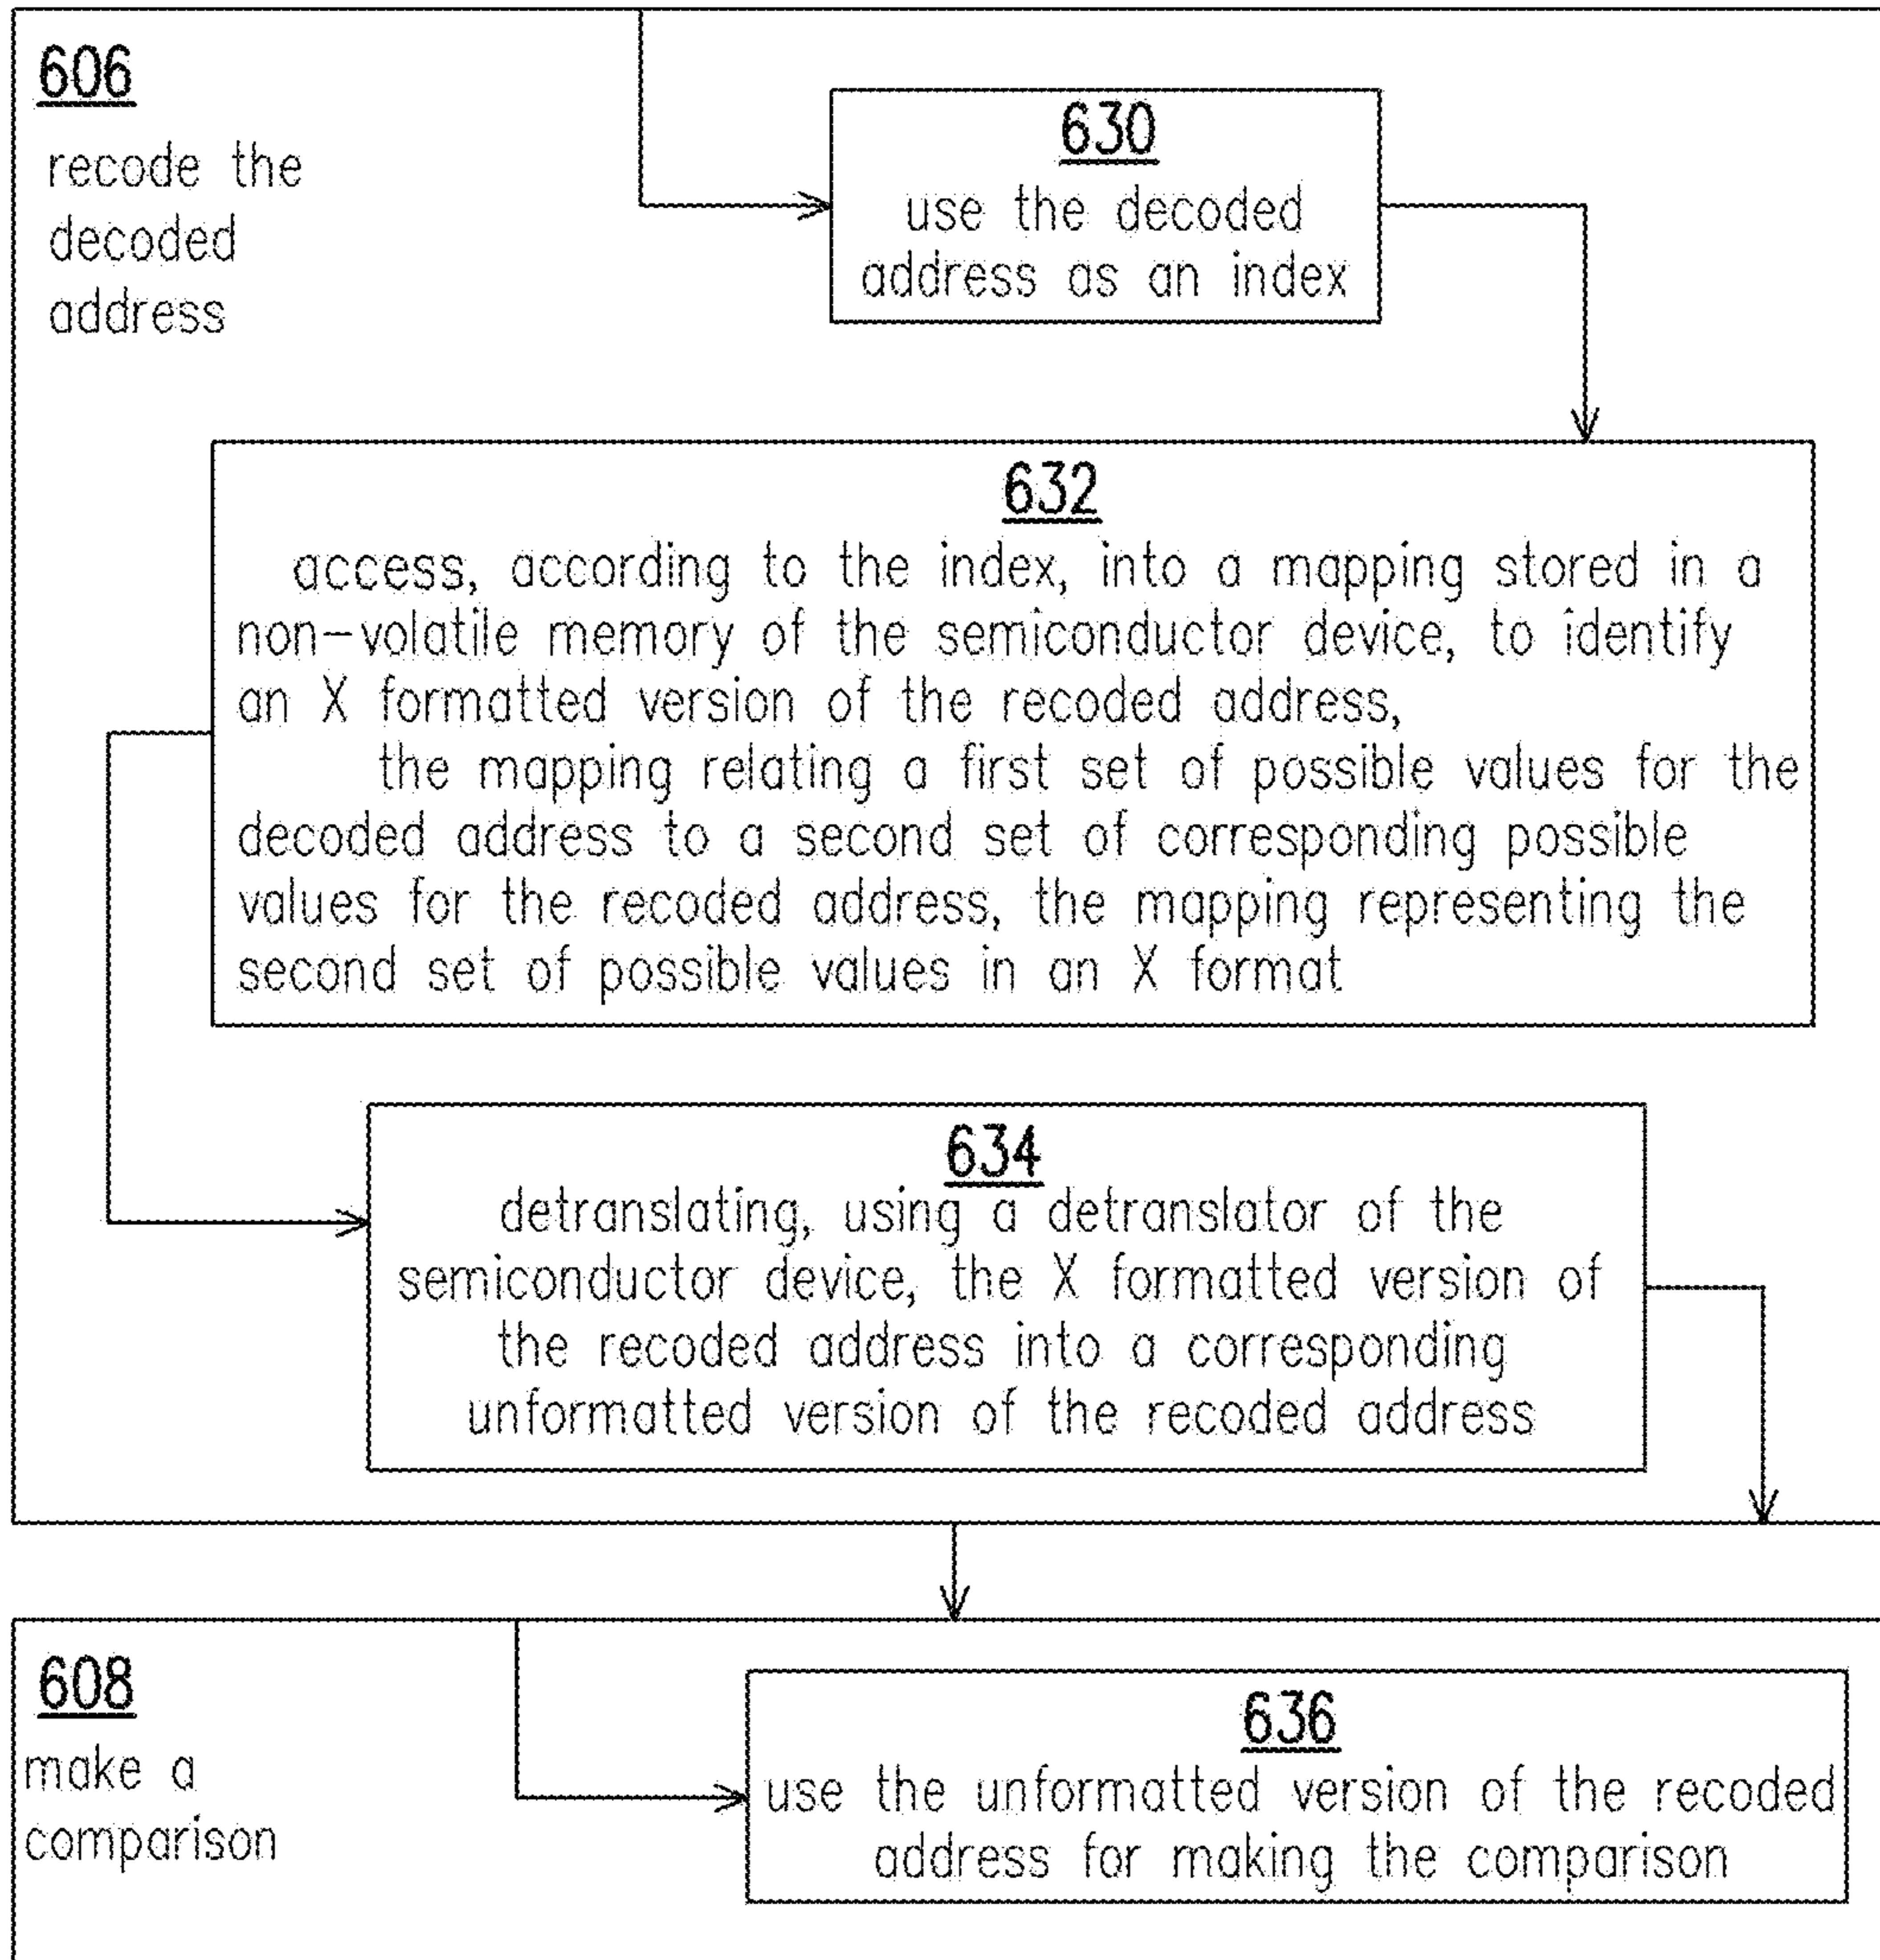 606
recode the
decoded
address
630
use the decoded
address as an index
632
access, according to the index, into a mapping stored in a
non-volatile memory of the semiconductor device, to identify
an X formatted version of the recoded address,
the mapping relating a first set of possible values for the
decoded address to a second set of corresponding possible
values for the recoded address, the mapping representing the
second set of possible values in an X format
634
detranslating, using a detranslator of the
semiconductor device, the X formatted version of
the recoded address into a corresponding
unformatted version of the recoded address
608
make a
comparison
636
use the unformatted version of the recoded
address for making the comparison